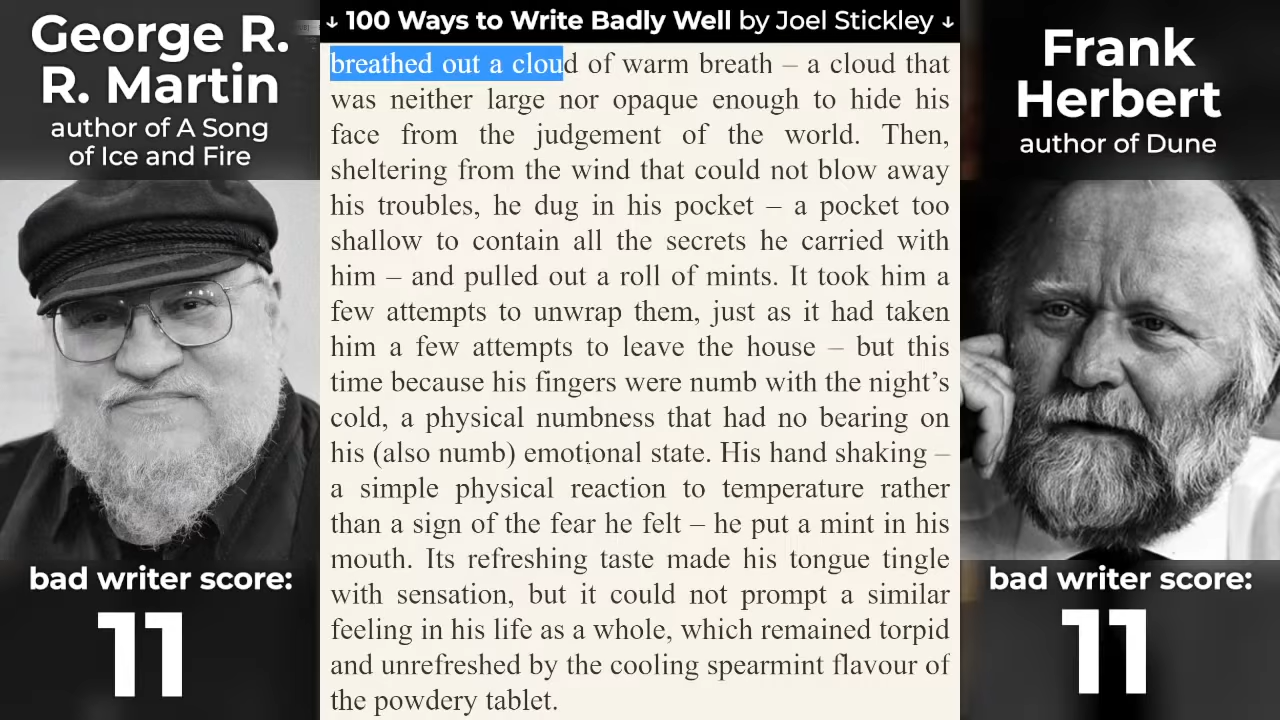 George R.
R. Martin
author of A Song
of Ice and Fire
bad writer score:
11
↓ 100 Ways to Write Badly Well by Joel Stickley ↓
breathed out a cloud of warm breath – a cloud that
was neither large nor opaque enough to hide his
face from the judgement of the world. Then,
sheltering from the wind that could not blow away
his troubles, he dug in his pocket – a pocket too
shallow to contain all the secrets he carried with
him – and pulled out a roll of mints. It took him a
few attempts to unwrap them, just as it had taken
him a few attempts to leave the house – but this
time because his fingers were numb with the night’s
cold, a physical numbness that had no bearing on
his (also numb) emotional state. His hand shaking –
a simple physical reaction to temperature rather
than a sign of the fear he felt – he put a mint in his
mouth. Its refreshing taste made his tongue tingle
with sensation, but it could not prompt a similar
feeling in his life as a whole, which remained torpid
and unrefreshed by the cooling spearmint flavour of
the powdery tablet.
Frank
Herbert
author of Dune
bad writer score:
11